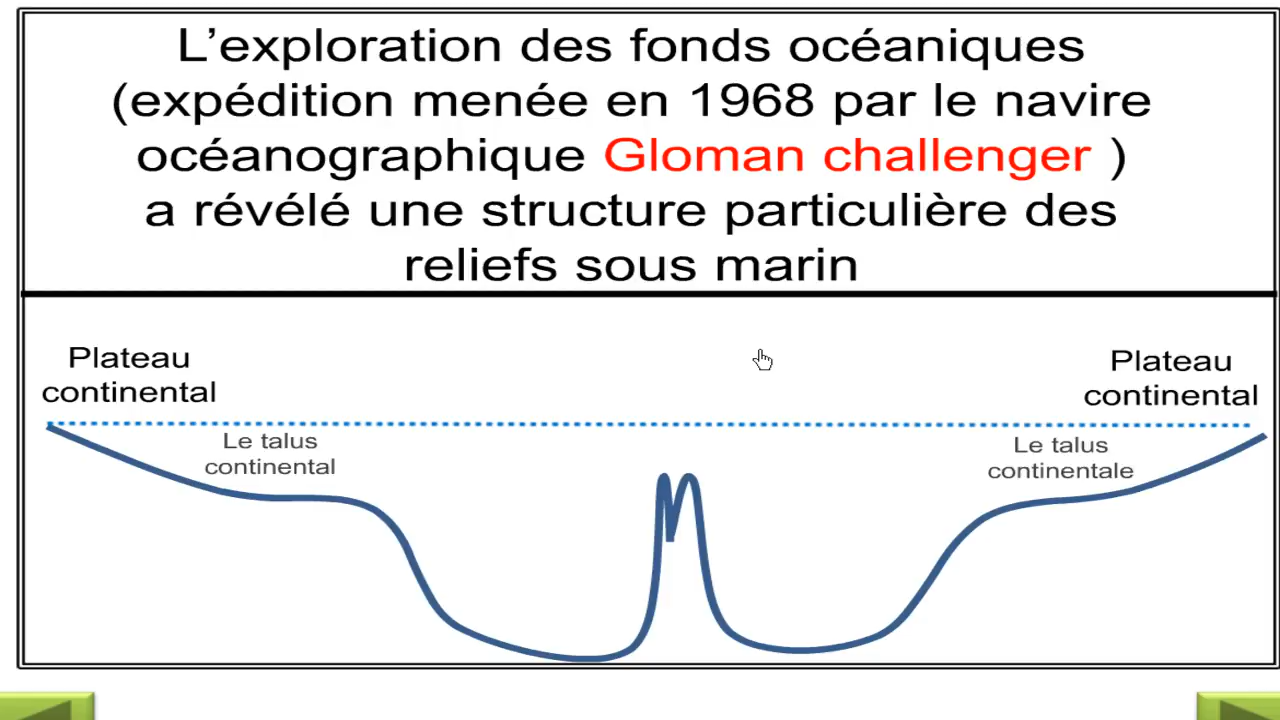 L’exploration des fonds océaniques
(expédition menée en 1968 par le navire
océanographique Gloman challenger )
a révélé une structure particulière des
reliefs sous marin
Plateau
continental
Plateau
continental
Le talus
continental
Le talus
continentale